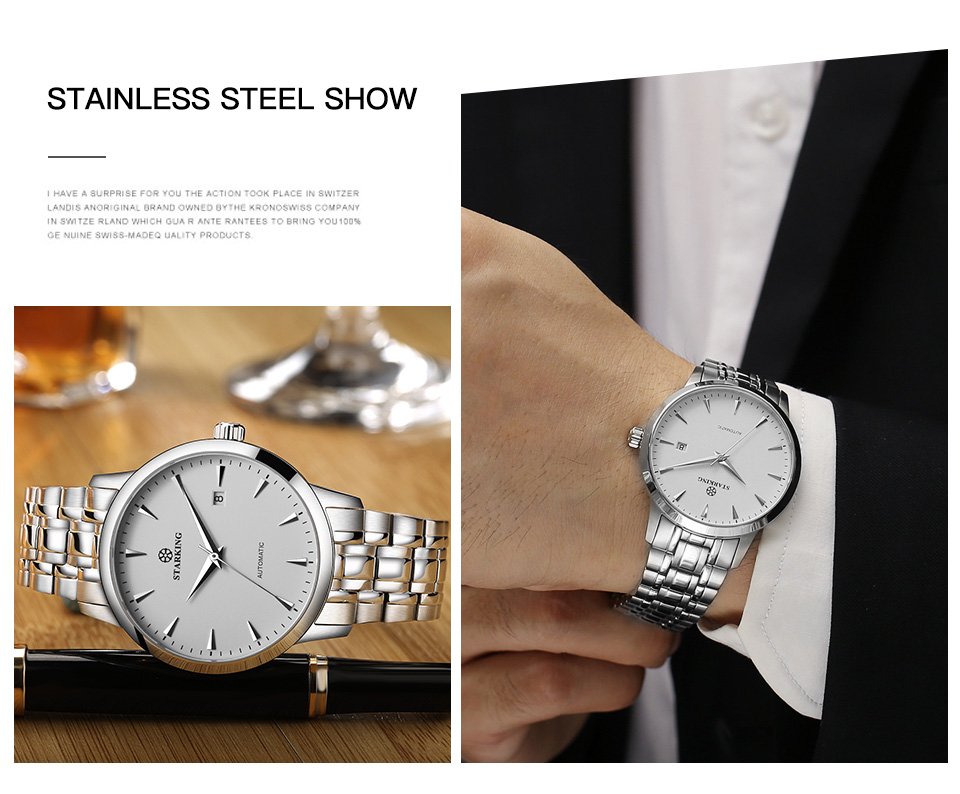 STAINLESS STEEL SHOW
I HAVE A SURPRISE FOR YOU THE ACTION TOOK PLACE IN SWITZER
LANDIS ANORIGINAL BRAND OWNED BYTHE KRONOSWISS COMPANY
IN SWITZE RLAND WHICH GUA R ANTE RANTEES TO BRING YOU100%
GE NUINE SWISS-MADEQ UALITY PRODUCTS.
8
STARKING
AUTOMATIC
AUTOMATIC
8
STARKING